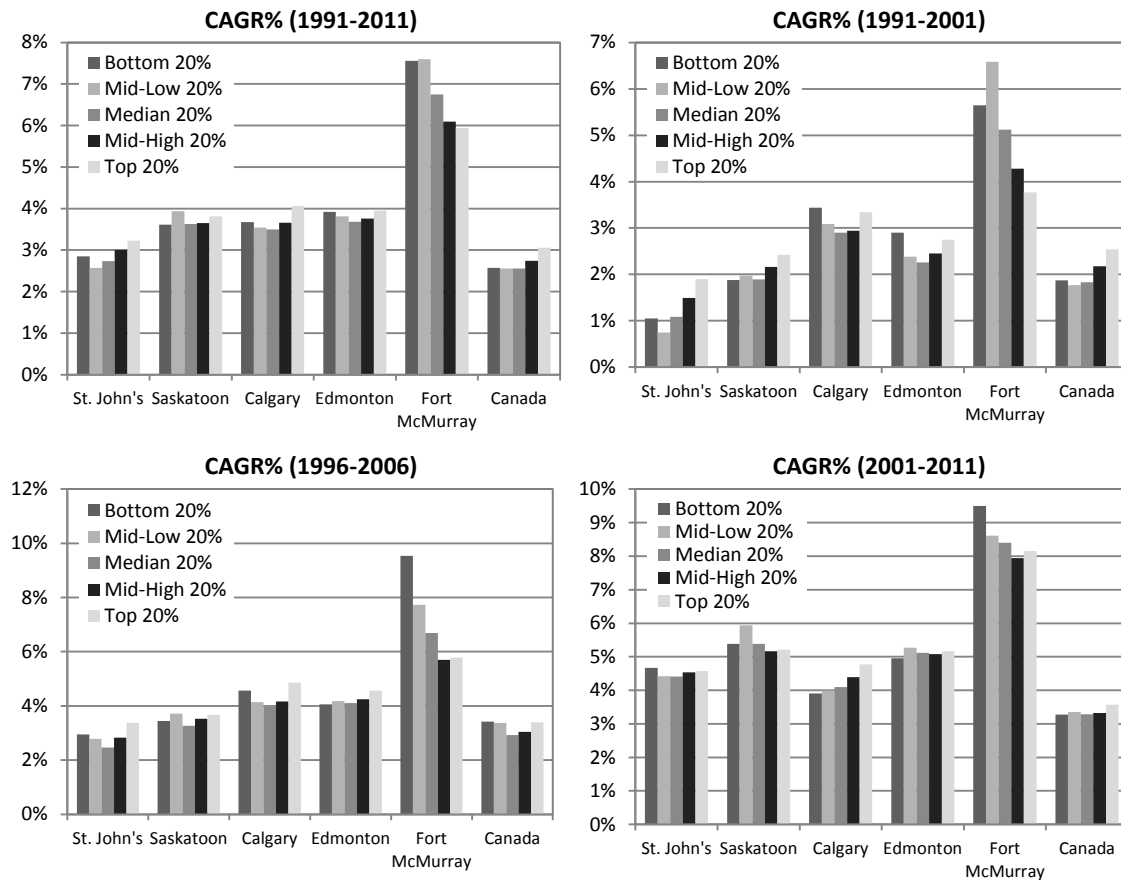 CAGR% (1991-2011)
8%
7%
6%
5%
4%
3%
2%
1%
0%
Bottom 20%
Mid-Low 20%
Median 20%
Mid-High 20%
Top 20%
St. John's Saskatoon Calgary Edmonton Fort McMurray Canada
CAGR% (1991-2001)
7%
6%
5%
4%
3%
2%
1%
0%
Bottom 20%
Mid-Low 20%
Median 20%
Mid-High 20%
Top 20%
St. John's Saskatoon Calgary Edmonton Fort McMurray Canada
CAGR% (1996-2006)
12%
10%
8%
6%
4%
2%
0%
Bottom 20%
Mid-Low 20%
Median 20%
Mid-High 20%
Top 20%
St. John's Saskatoon Calgary Edmonton Fort McMurray Canada
CAGR% (2001-2011)
10%
9%
8%
7%
6%
5%
4%
3%
2%
1%
0%
Bottom 20%
Mid-Low 20%
Median 20%
Mid-High 20%
Top 20%
St. John's Saskatoon Calgary Edmonton Fort McMurray Canada